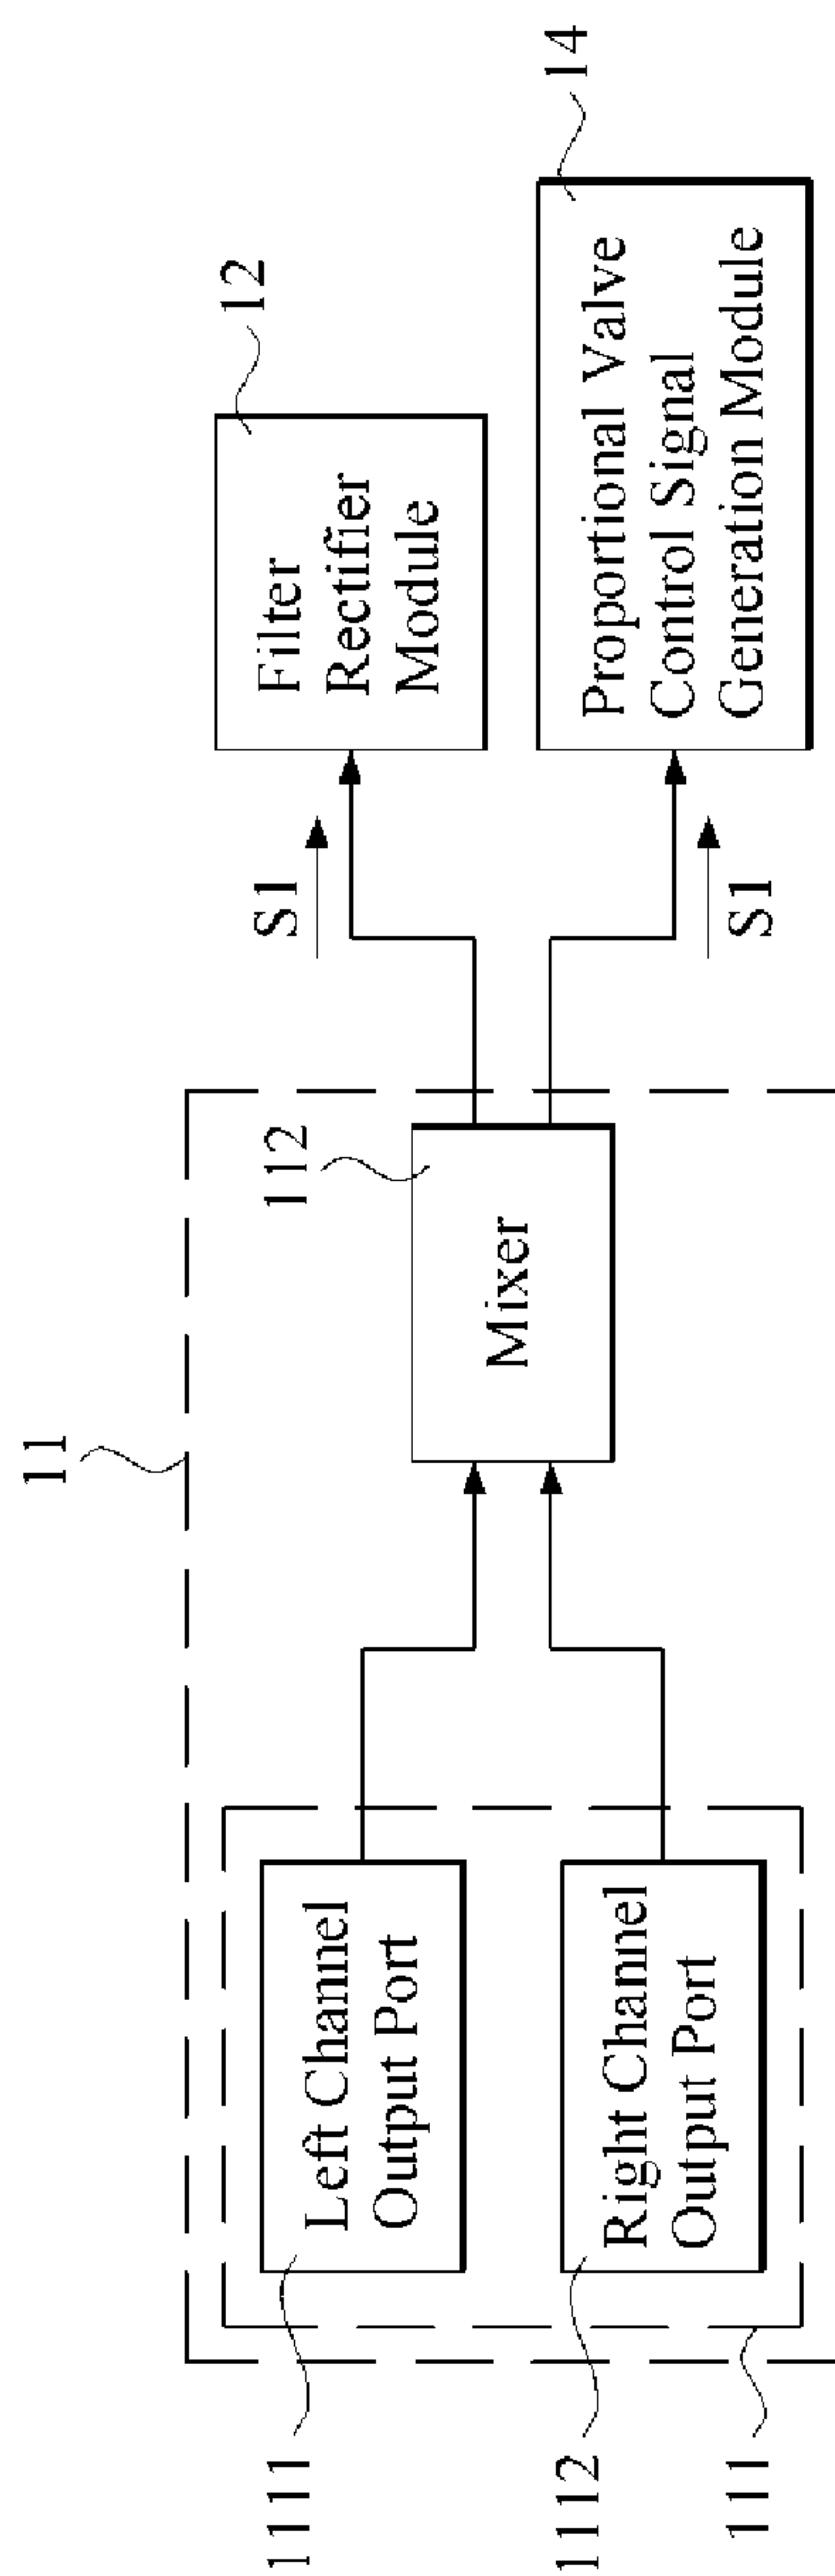 11
1111
Left Channel
Output Port
1112
Right Channel
Output Port
111
112
Mixer
S1
S1
12
Filter
Rectifier
Module
14
Proportional Valve
Control Signal
Generation Module